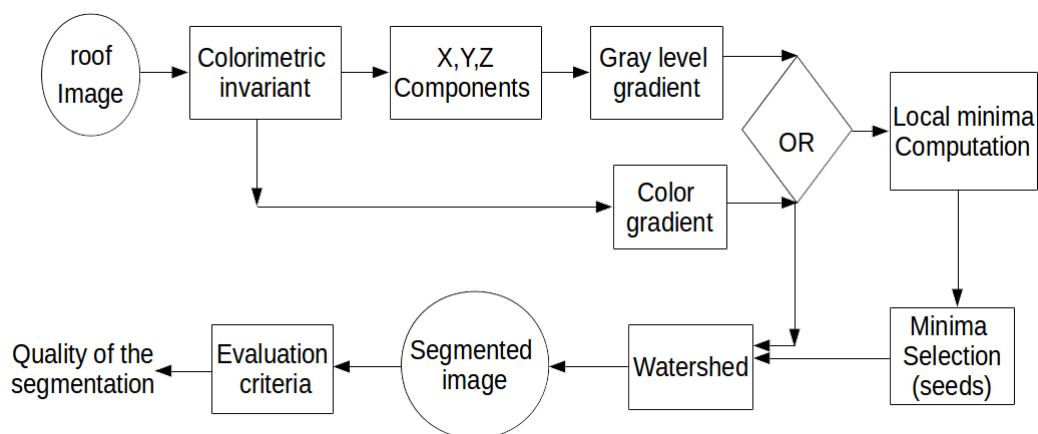 roof
Image
Colorimetric
invariant
X,Y,Z
Components
Gray level
gradient
OR
Local minima
Computation
Color
gradient
Quality of the
segmentation
Evaluation
criteria
Segmented
image
Watershed
Minima
Selection
(seeds)